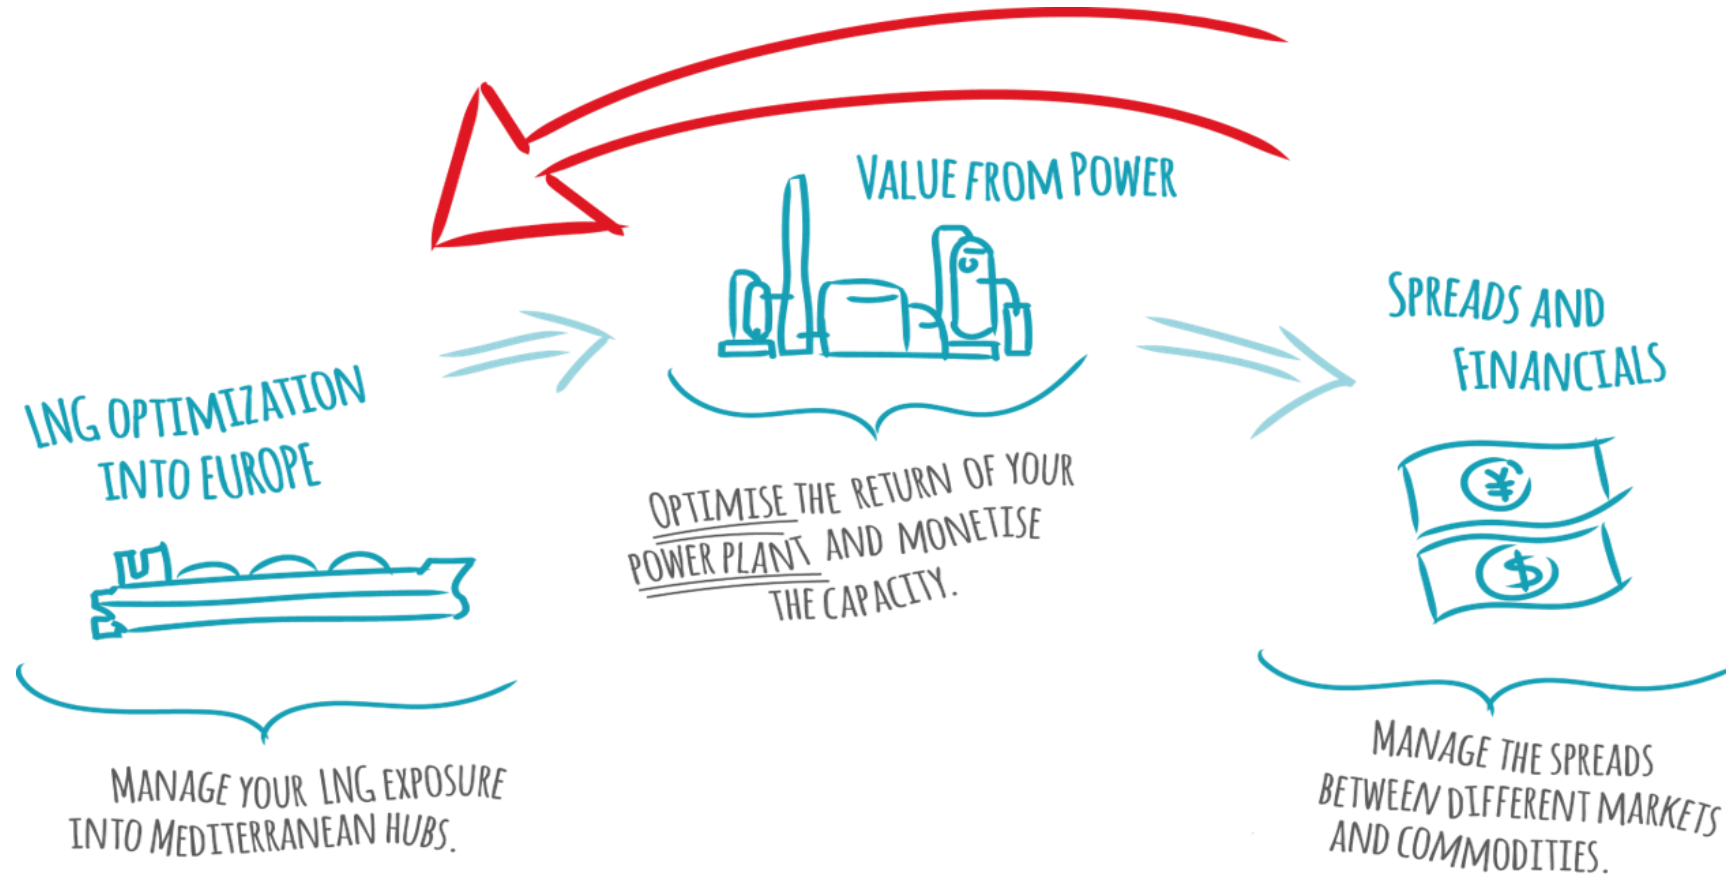 VALUE FROM POWER
SPREADS AND
FINANCIALS
LNG OPTIMIZATION
INTO EUROPE
¥
$
OPTIMISE THE RETURN OF YOUR
POWER PLANT AND MONETISE
THE CAPACITY.
MANAGE YOUR LNG EXPOSURE
INTO MEDITERRANEAN HUBS.
MANAGE THE SPREADS
BETWEEN DIFFERENT MARKETS
AND COMMODITIES.